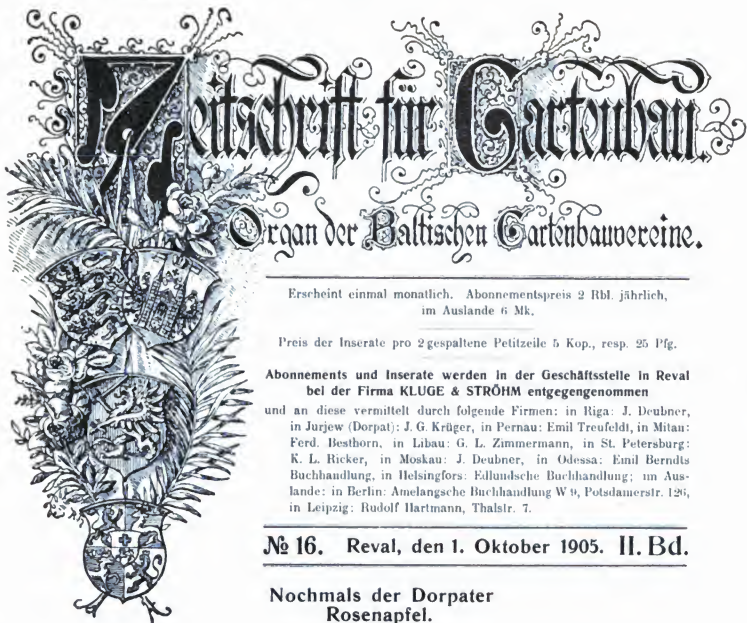 Zeitschrift für Gartenbau.
Organ der Baltischen Gartenbauvereine.
Erscheint einmal monatlich. Abonnementspreis 2 Rbl. jährlich,
im Auslande 6 Mk.
Preis der Inserate pro 2 gespaltene Petitzeile 5 Kop., resp. 25 Pfg.
Abonnements und Inserate werden in der Geschäftsstelle in Reval
bei der Firma KLUGE & STRÖHM entgegengenommen
und an diese vermittelt durch folgende Firmen: in Riga: J. Deubner,
in Jurjew (Dorpat): J. G. Krüger, in Pernau: Emil Treufeldt, in Mitau:
Ferd. Besthorn, in Libau: G. L. Zimmermann, in St. Petersburg:
K. L. Ricker, in Moskau: J. Deubner, in Odessa: Emil Berndts
Buchhandlung, in Helsingfors: Edlundsche Buchhandlung; im Aus-
lande: in Berlin: Amelangsche Buchhandlung W 9, Potsdamerstr. 126,
in Leipzig: Rudolf Hartmann, Thalstr. 7.
№ 16. Reval, den 1. Oktober 1905. II. Bd.
Nochmals der Dorpater
Rosenapfel.